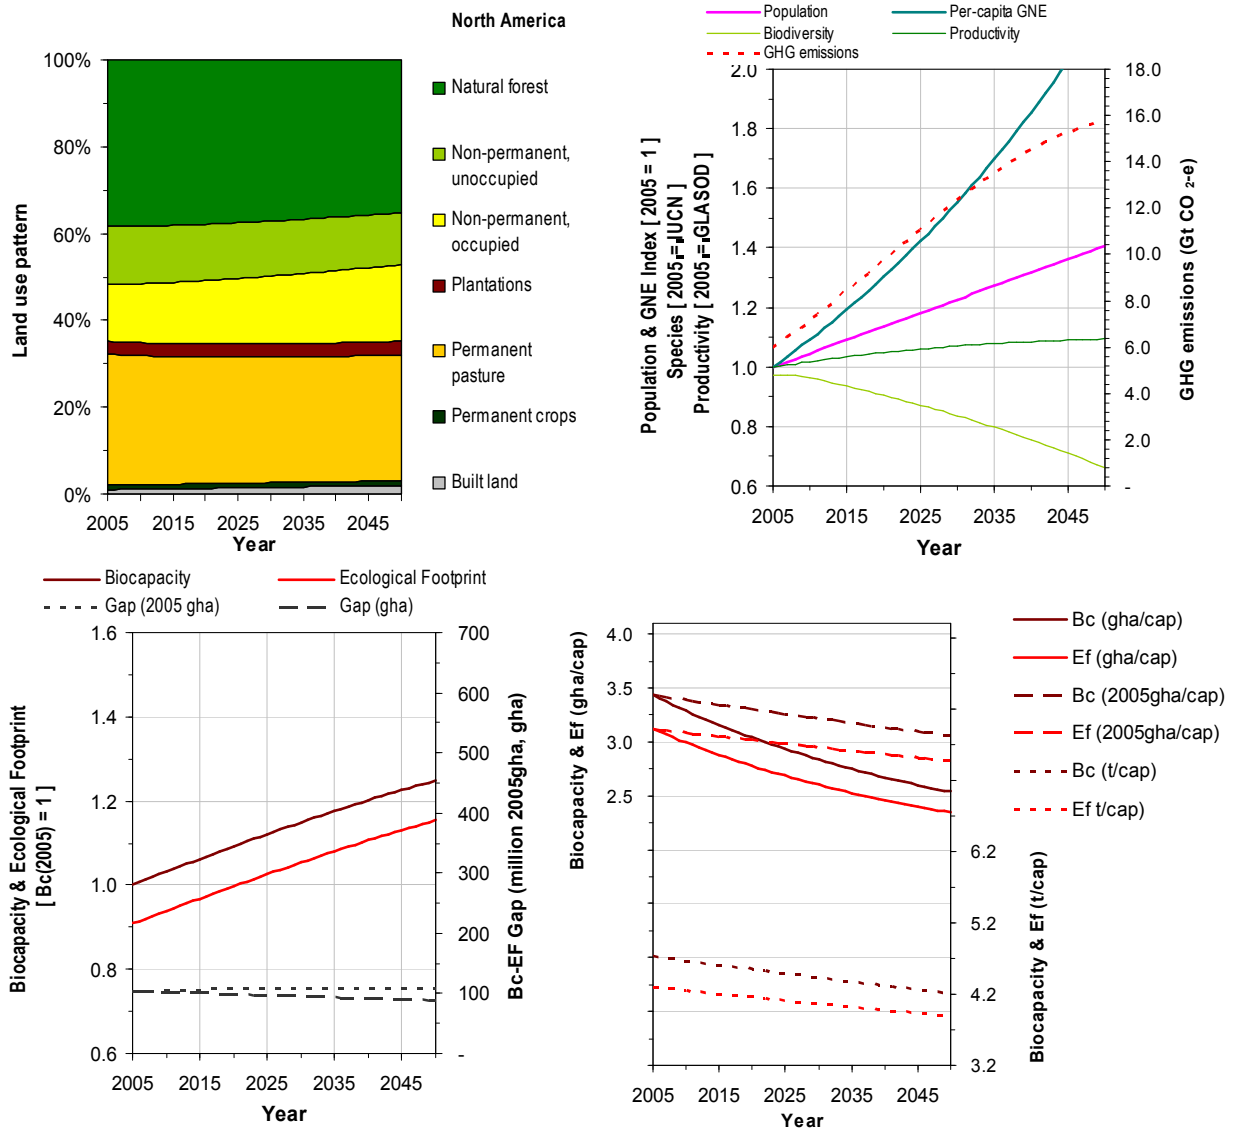 North America
100%
80%
60%
40%
20%
0%
Land use pattern
2005
2015
2025
2035
2045
Year
Natural forest
Non-permanent,
unoccupied
Non-permanent,
occupied
Plantations
Permanent
pasture
Permanent crops
Built land
Population
Per-capita GNE
Biodiversity
Productivity
GHG emissions
2.0
1.8
1.6
1.4
1.2
1.0
0.8
0.6
Population & GNE Index [ 2005 = 1 ]
Species [ 2005 = IUCN ]
Productivity [ 2005 = GLASOD ]
18.0
16.0
14.0
12.0
10.0
8.0
6.0
4.0
2.0
-
GHG emissions (Gt CO 2-e)
2005
2015
2025
2035
2045
Year
Biocapacity
Ecological Footprint
Gap (2005 gha)
Gap (gha)
1.6
1.4
1.2
1.0
0.8
0.6
Biocapacity & Ecological Footprint
[ Bc(2005) = 1 ]
700
600
500
400
300
200
100
-
Bc-EF Gap (million 2005gha, gha)
2005
2015
2025
2035
2045
Year
4.0
3.5
3.0
2.5
Biocapacity & Ef (gha/cap)
6.2
5.2
4.2
3.2
Biocapacity & Ef (t/cap)
2005
2015
2025
2035
2045
Year
Bc (gha/cap)
Ef (gha/cap)
Bc (2005gha/cap)
Ef (2005gha/cap)
Bc (t/cap)
Ef t/cap)